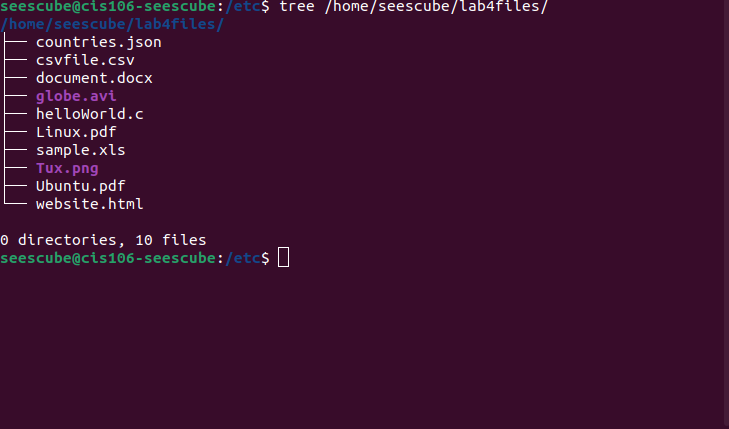 seescube@cis106-seescube:/etc$ tree /home/seescube/lab4files/
/home/seescube/lab4files/
├── countries.json
├── csvfile.csv
├── document.docx
├── globe.avi
├── helloWorld.c
├── Linux.pdf
├── sample.xls
├── Tux.png
├── Ubuntu.pdf
└── website.html
0 directories, 10 files
seescube@cis106-seescube:/etc$